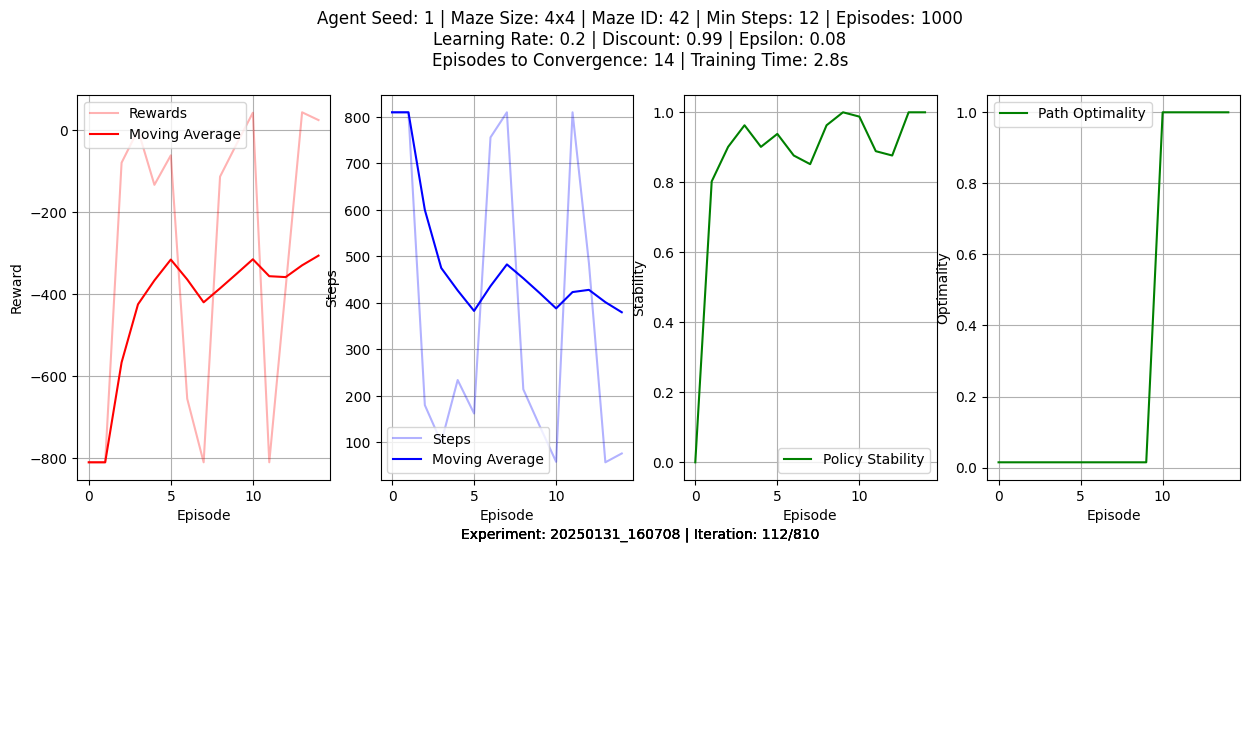 Agent Seed: 1 | Maze Size: 4x4 | Maze ID: 42 | Min Steps: 12 | Episodes: 1000
Learning Rate: 0.2 | Discount: 0.99 | Epsilon: 0.08
Episodes to Convergence: 14 | Training Time: 2.8s
Rewards
Moving Average
0
−200
−400
−600
−800
Reward
0
5
10
Episode
800
700
600
500
400
300
200
100
Steps
Steps
Moving Average
0
5
10
Episode
1.0
0.8
0.6
0.4
0.2
0.0
Stability
Policy Stability
0
5
10
Episode
Path Optimality
1.0
0.8
0.6
0.4
0.2
0.0
Optimality
0
5
10
Episode
Experiment: 20250131_160708 | Iteration: 112/810